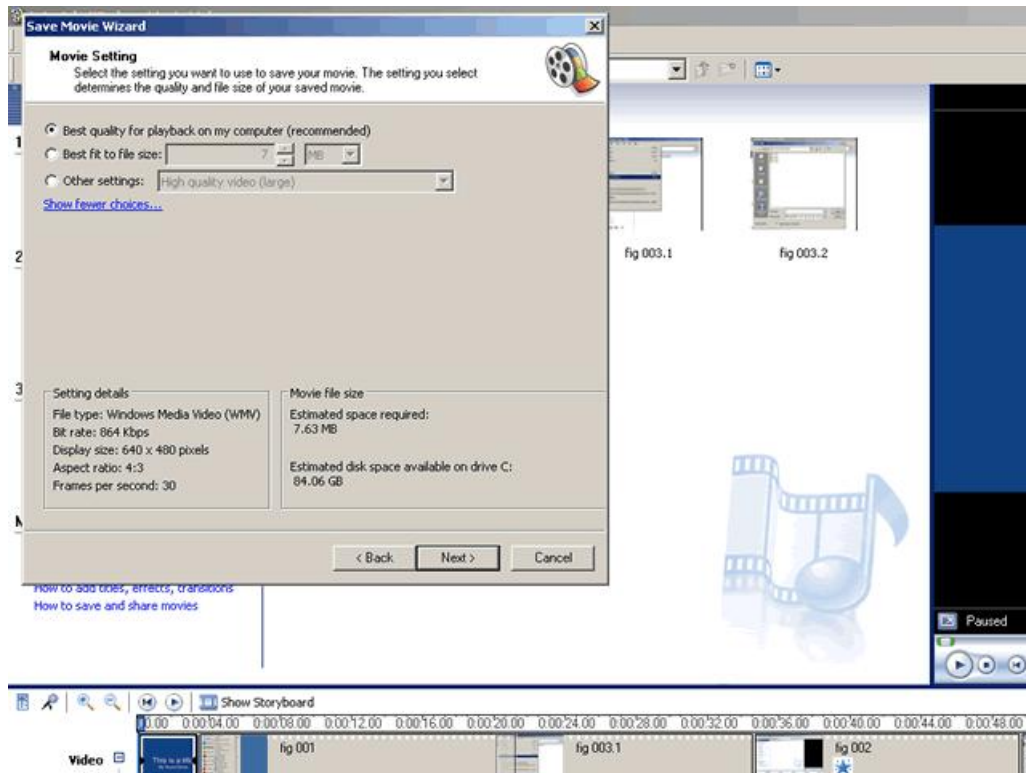 Save Movie Wizard
Movie Setting
Select the setting you want to use to save your movie. The setting you select
determines the quality and file size of your saved movie.
Best quality for playback on my computer (recommended)
Best fit to file size: 7 MB
Other settings: High quality video (large)
Show fewer choices...
1
2
3
fig 003.1
fig 003.2
Setting details
File type: Windows Media Video (WMV)
Bit rate: 864 Kbps
Display size: 640 x 480 pixels
Aspect ratio: 4:3
Frames per second: 30
Movie file size
Estimated space required:
7.63 MB
Estimated disk space available on drive C:
84.06 GB
< Back
Next >
Cancel
How to add titles, effects, transitions
How to save and share movies
Paused
Show Storyboard
0.00 0:00:04.00 0:00:08.00 0:00:12.00 0:00:16.00 0:00:20.00 0:00:24.00 0:00:28.00 0:00:32.00 0:00:36.00 0:00:40.00 0:00:44.00 0:00:48.00
Video
This is a
fig 001
fig 003.1
fig 002